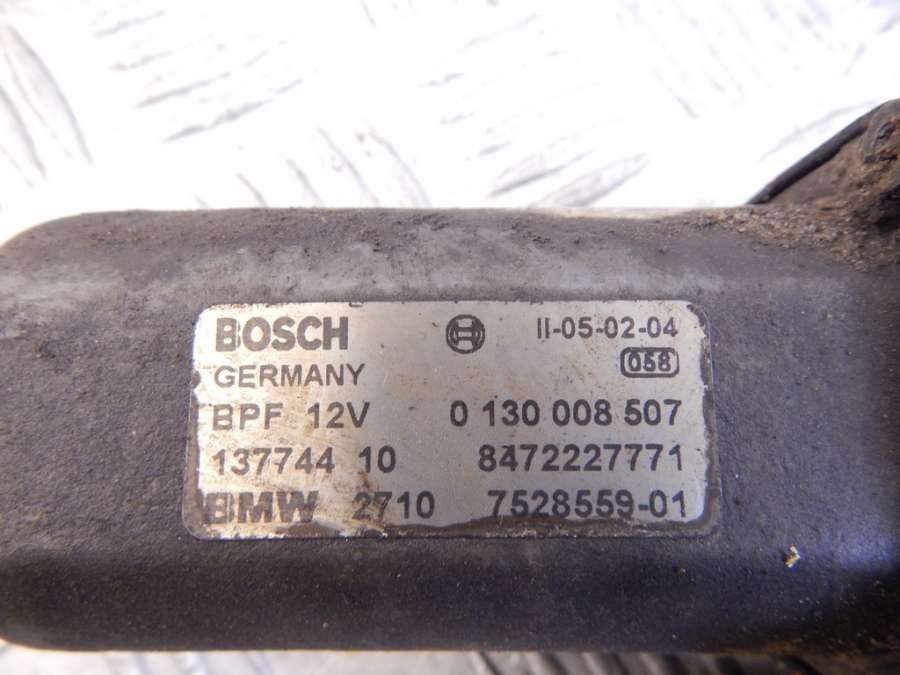 BOSCH II-05-02-04
GERMANY 058
BPF 12V 0 130 008 507
137744 10 8472227771
BMW 2710 7528559-01